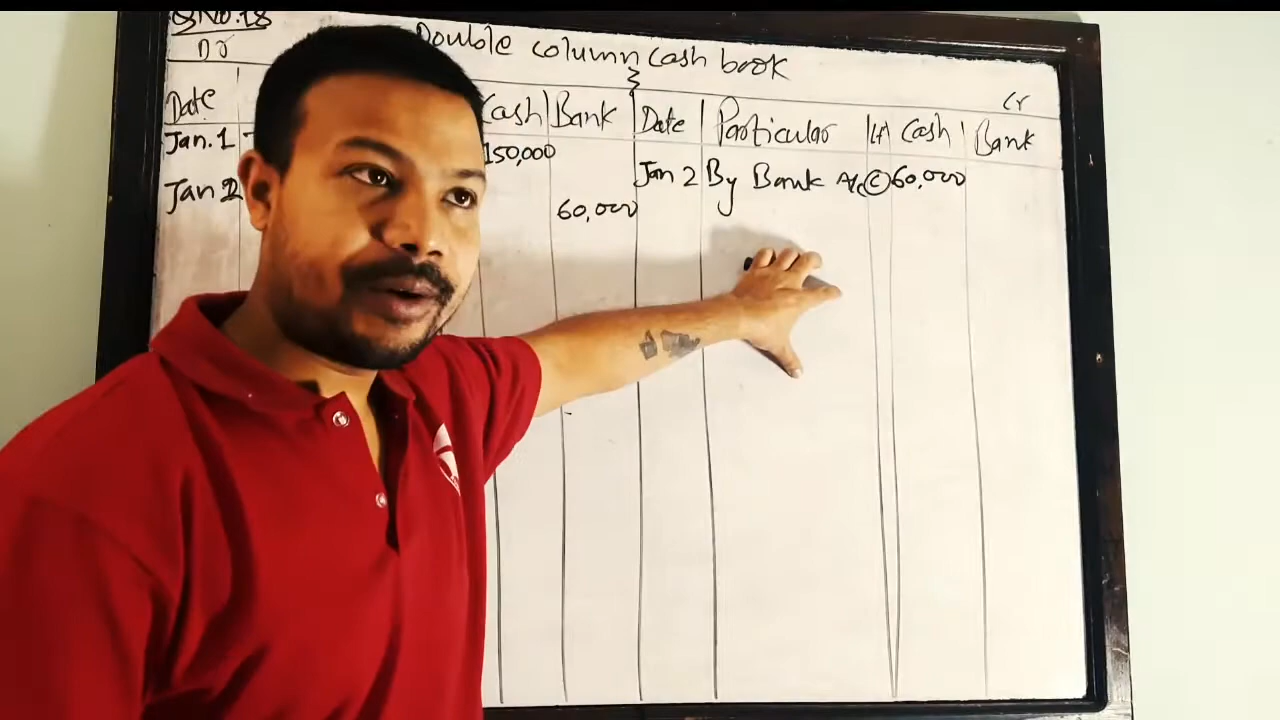 Q No. 18
Double column cash book
Dr
Cr
Date Cash Bank Date Particular LF Cash Bank
Jan. 1 150,000
Jan 2 By Bank A/c Ⓒ 60,000
Jan 2
60,000